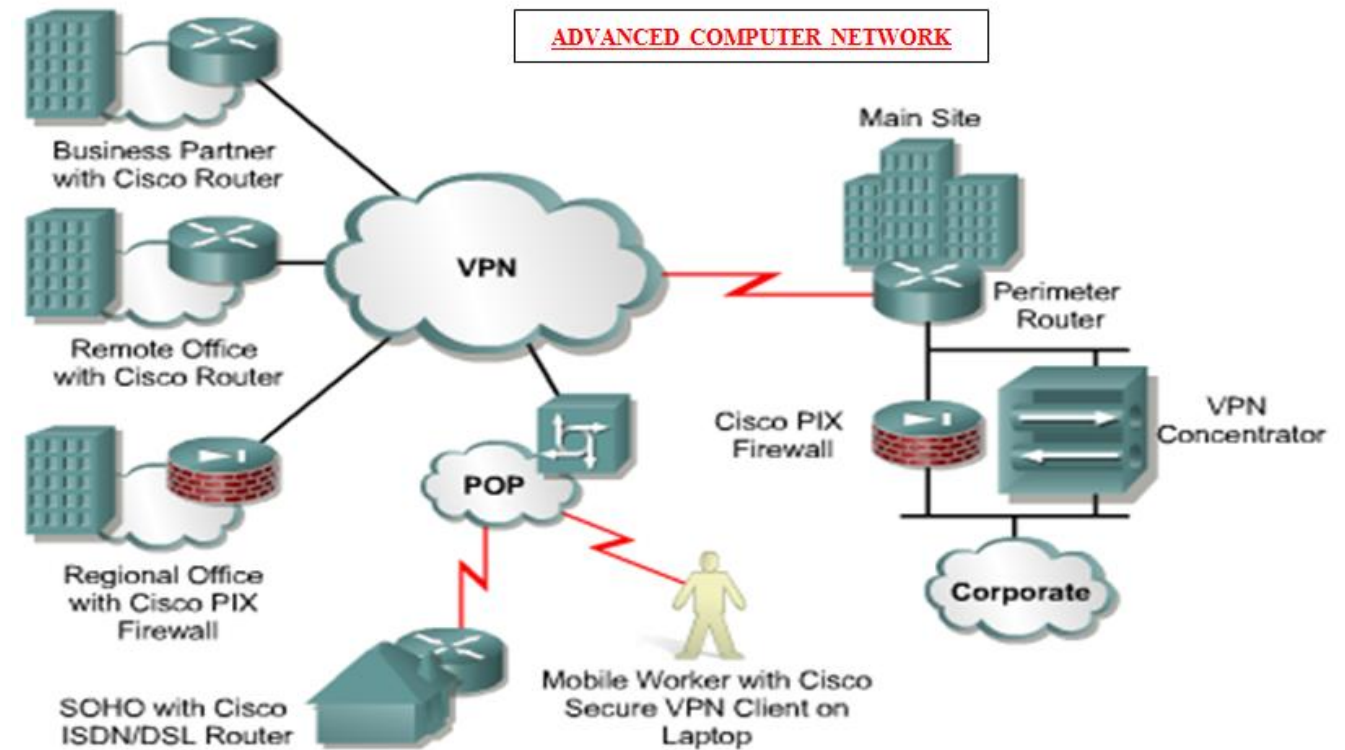 ADVANCED COMPUTER NETWORK
Business Partner
with Cisco Router
Main Site
VPN
Perimeter
Router
Remote Office
with Cisco Router
Cisco PIX
Firewall
VPN
Concentrator
POP
Regional Office
with Cisco PIX
Firewall
Corporate
SOHO with Cisco
ISDN/DSL Router
Mobile Worker with Cisco
Secure VPN Client on
Laptop